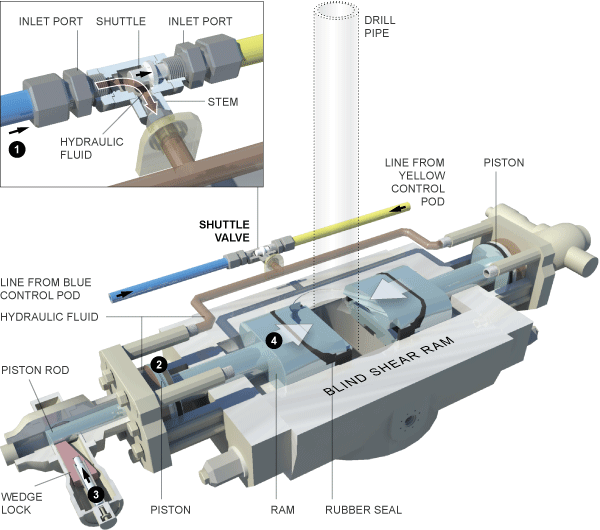 INLET PORT
SHUTTLE
INLET PORT
STEM
HYDRAULIC
FLUID
1
DRILL
PIPE
LINE FROM
YELLOW
CONTROL
POD
PISTON
SHUTTLE
VALVE
LINE FROM BLUE
CONTROL POD
HYDRAULIC FLUID
2
4
BLIND SHEAR RAM
PISTON ROD
WEDGE
LOCK
3
PISTON
RAM
RUBBER SEAL